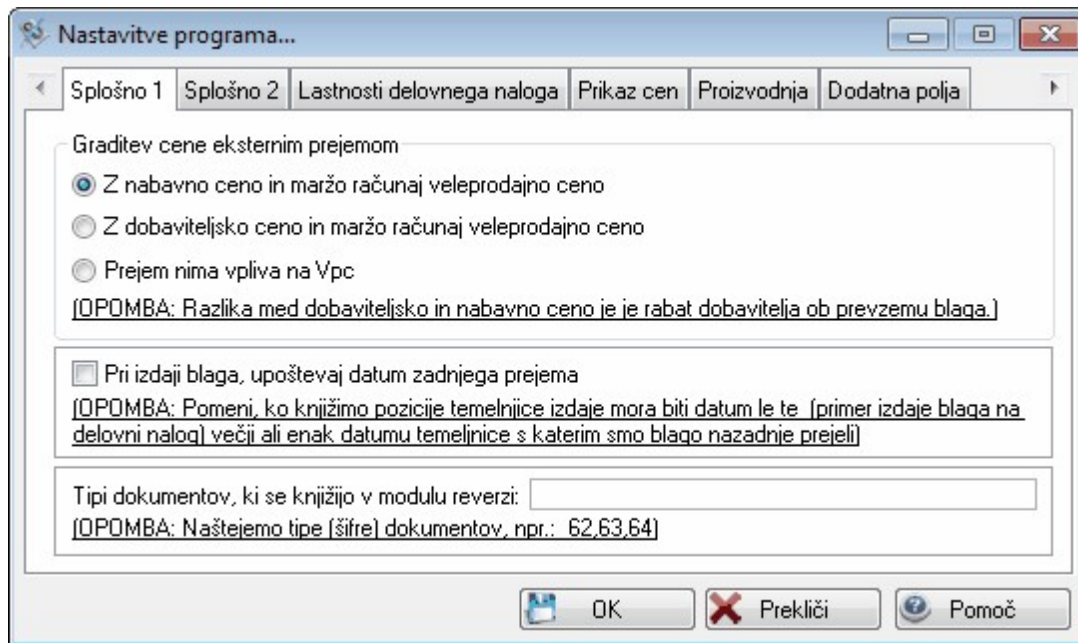 Nastavitve programa...
Splošno 1 Splošno 2 Lastnosti delovnega naloga Prikaz cen Proizvodnja Dodatna polja
Graditev cene eksternim prejemom
Z nabavno ceno in maržo računaj veleprodajno ceno
Z dobaviteljsko ceno in maržo računaj veleprodajno ceno
Prejem nima vpliva na Vpc
(OPOMBA: Razlika med dobaviteljsko in nabavno ceno je je rabat dobavitelja ob prevzemu blaga.)
Pri izdaji blaga, upoštevaj datum zadnjega prejema
(OPOMBA: Pomeni, ko knjižimo pozicije temelnjice izdaje mora biti datum le te (primer izdaje blaga na
delovni nalog) večji ali enak datumu temeljnice s katerim smo blago nazadnje prejeli)
Tipi dokumentov, ki se knjižijo v modulu reverzi:
(OPOMBA: Naštejemo tipe (šifre) dokumentov, npr.: 62,63,64)
OK Prekliči Pomoč